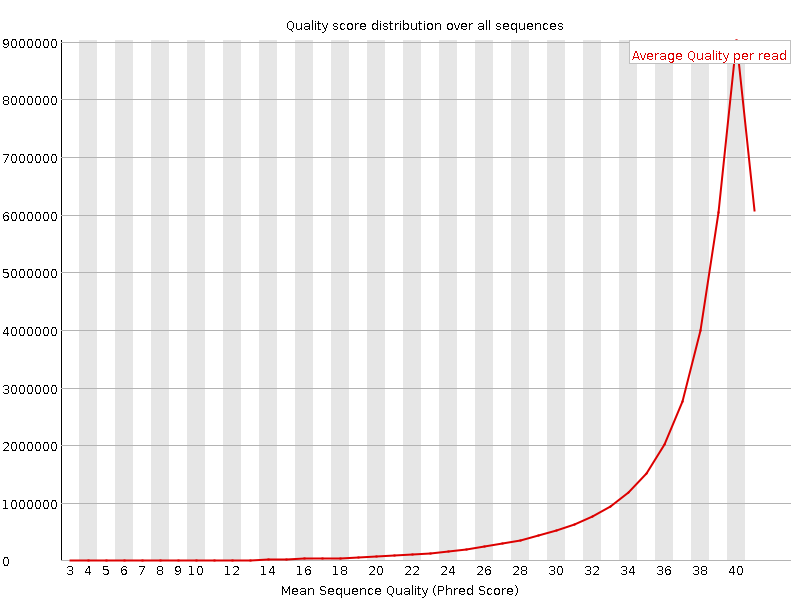 Quality score distribution over all sequences
Average Quality per read
9000000
8000000
7000000
6000000
5000000
4000000
3000000
2000000
1000000
0
3 4 5 6 7 8 9 10 12 14 16 18 20 22 24 26 28 30 32 34 36 38 40
Mean Sequence Quality (Phred Score)